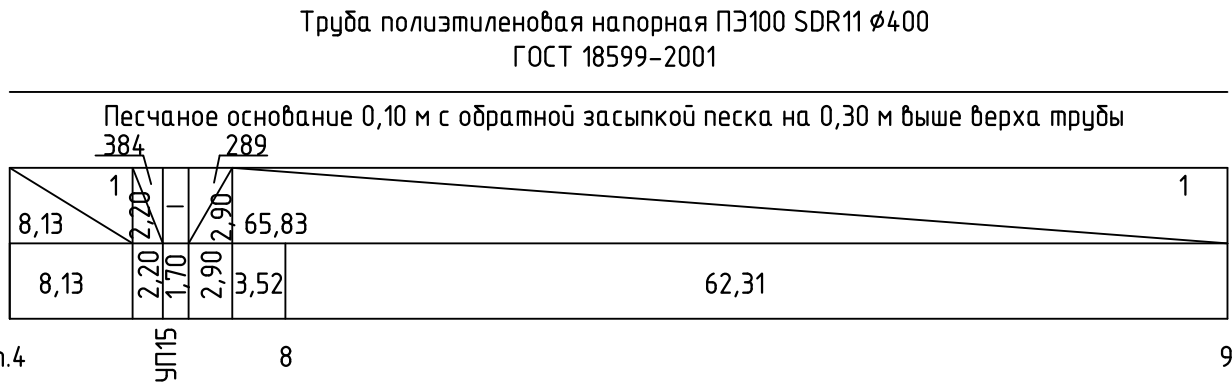 Труба полиэтиленовая напорная ПЭ100 SDR11 ⌀400
ГОСТ 18599-2001
Песчаное основание 0,10 м с обратной засыпкой песка на 0,30 м выше верха трубы
384 289
1 1
8,13 2,20 – 2,90 65,83
8,13 2,20 1,70 2,90 3,52 62,31
УП15
.4 8 9